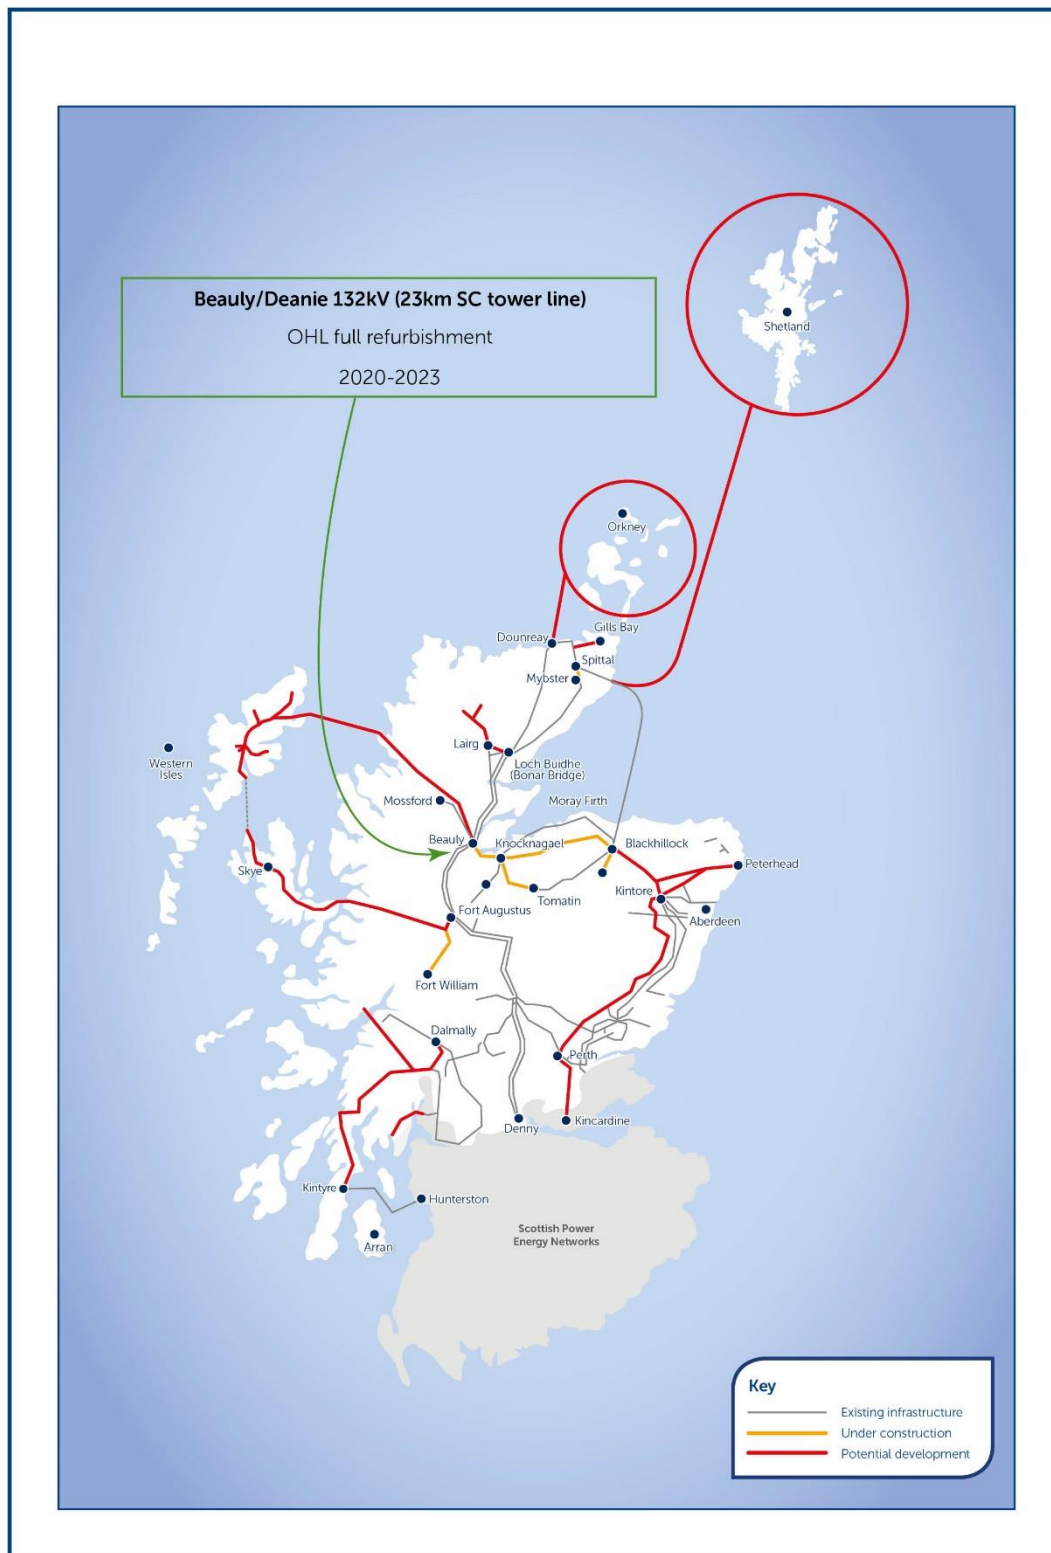 Beauly/Deanie 132kV (23km SC tower line)
OHL full refurbishment
2020-2023
Shetland
Orkney
Gills Bay
Dounreay
Spittal
Mybster
Lairg
Loch Buidhe
(Bonar Bridge)
Western
Isles
Mossford
Moray Firth
Beauly
Knocknagael
Blackhillock
Peterhead
Skye
Kintore
Tomatin
Fort Augustus
Aberdeen
Fort William
Dalmally
Perth
Denny
Kincardine
Kintyre
Hunterston
Arran
Scottish Power
Energy Networks
Key
Existing infrastructure
Under construction
Potential development